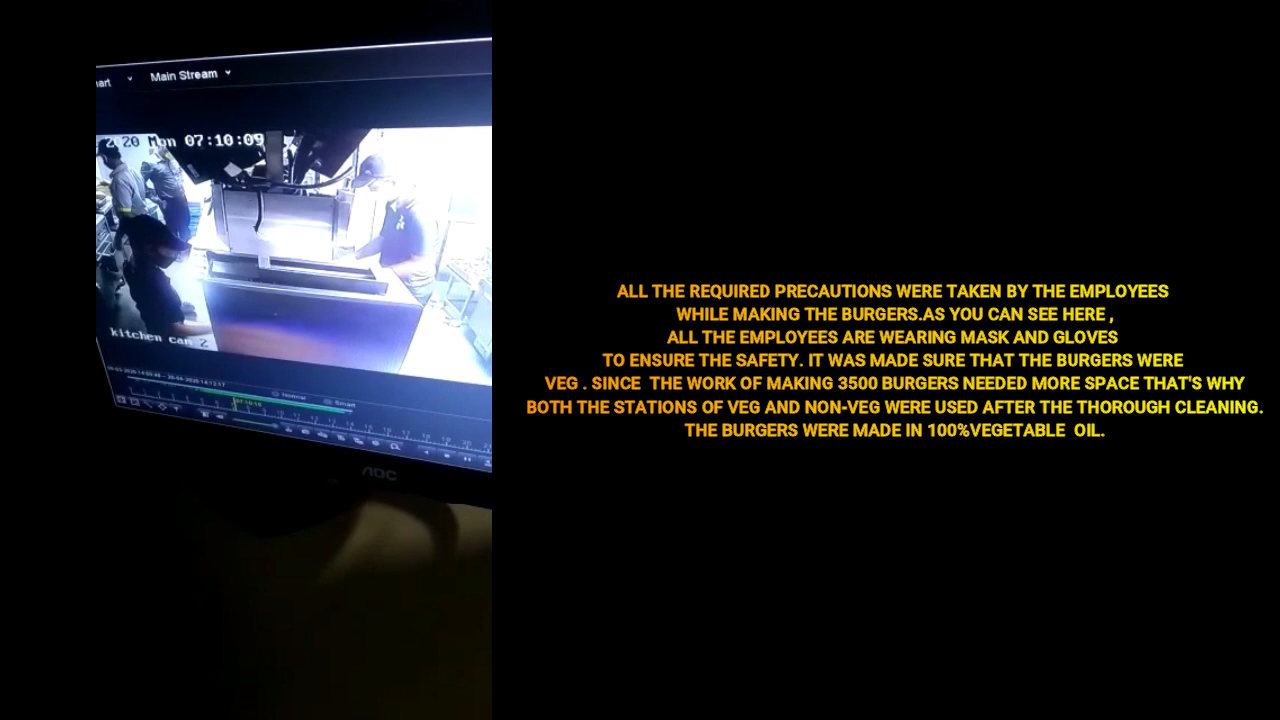 Main Stream
20 Mon 07:10:09
kitchen cam 2
AOC
ALL THE REQUIRED PRECAUTIONS WERE TAKEN BY THE EMPLOYEES
WHILE MAKING THE BURGERS.AS YOU CAN SEE HERE ,
ALL THE EMPLOYEES ARE WEARING MASK AND GLOVES
TO ENSURE THE SAFETY. IT WAS MADE SURE THAT THE BURGERS WERE
VEG . SINCE THE WORK OF MAKING 3500 BURGERS NEEDED MORE SPACE THAT'S WHY
BOTH THE STATIONS OF VEG AND NON-VEG WERE USED AFTER THE THOROUGH CLEANING.
THE BURGERS WERE MADE IN 100%VEGETABLE OIL.